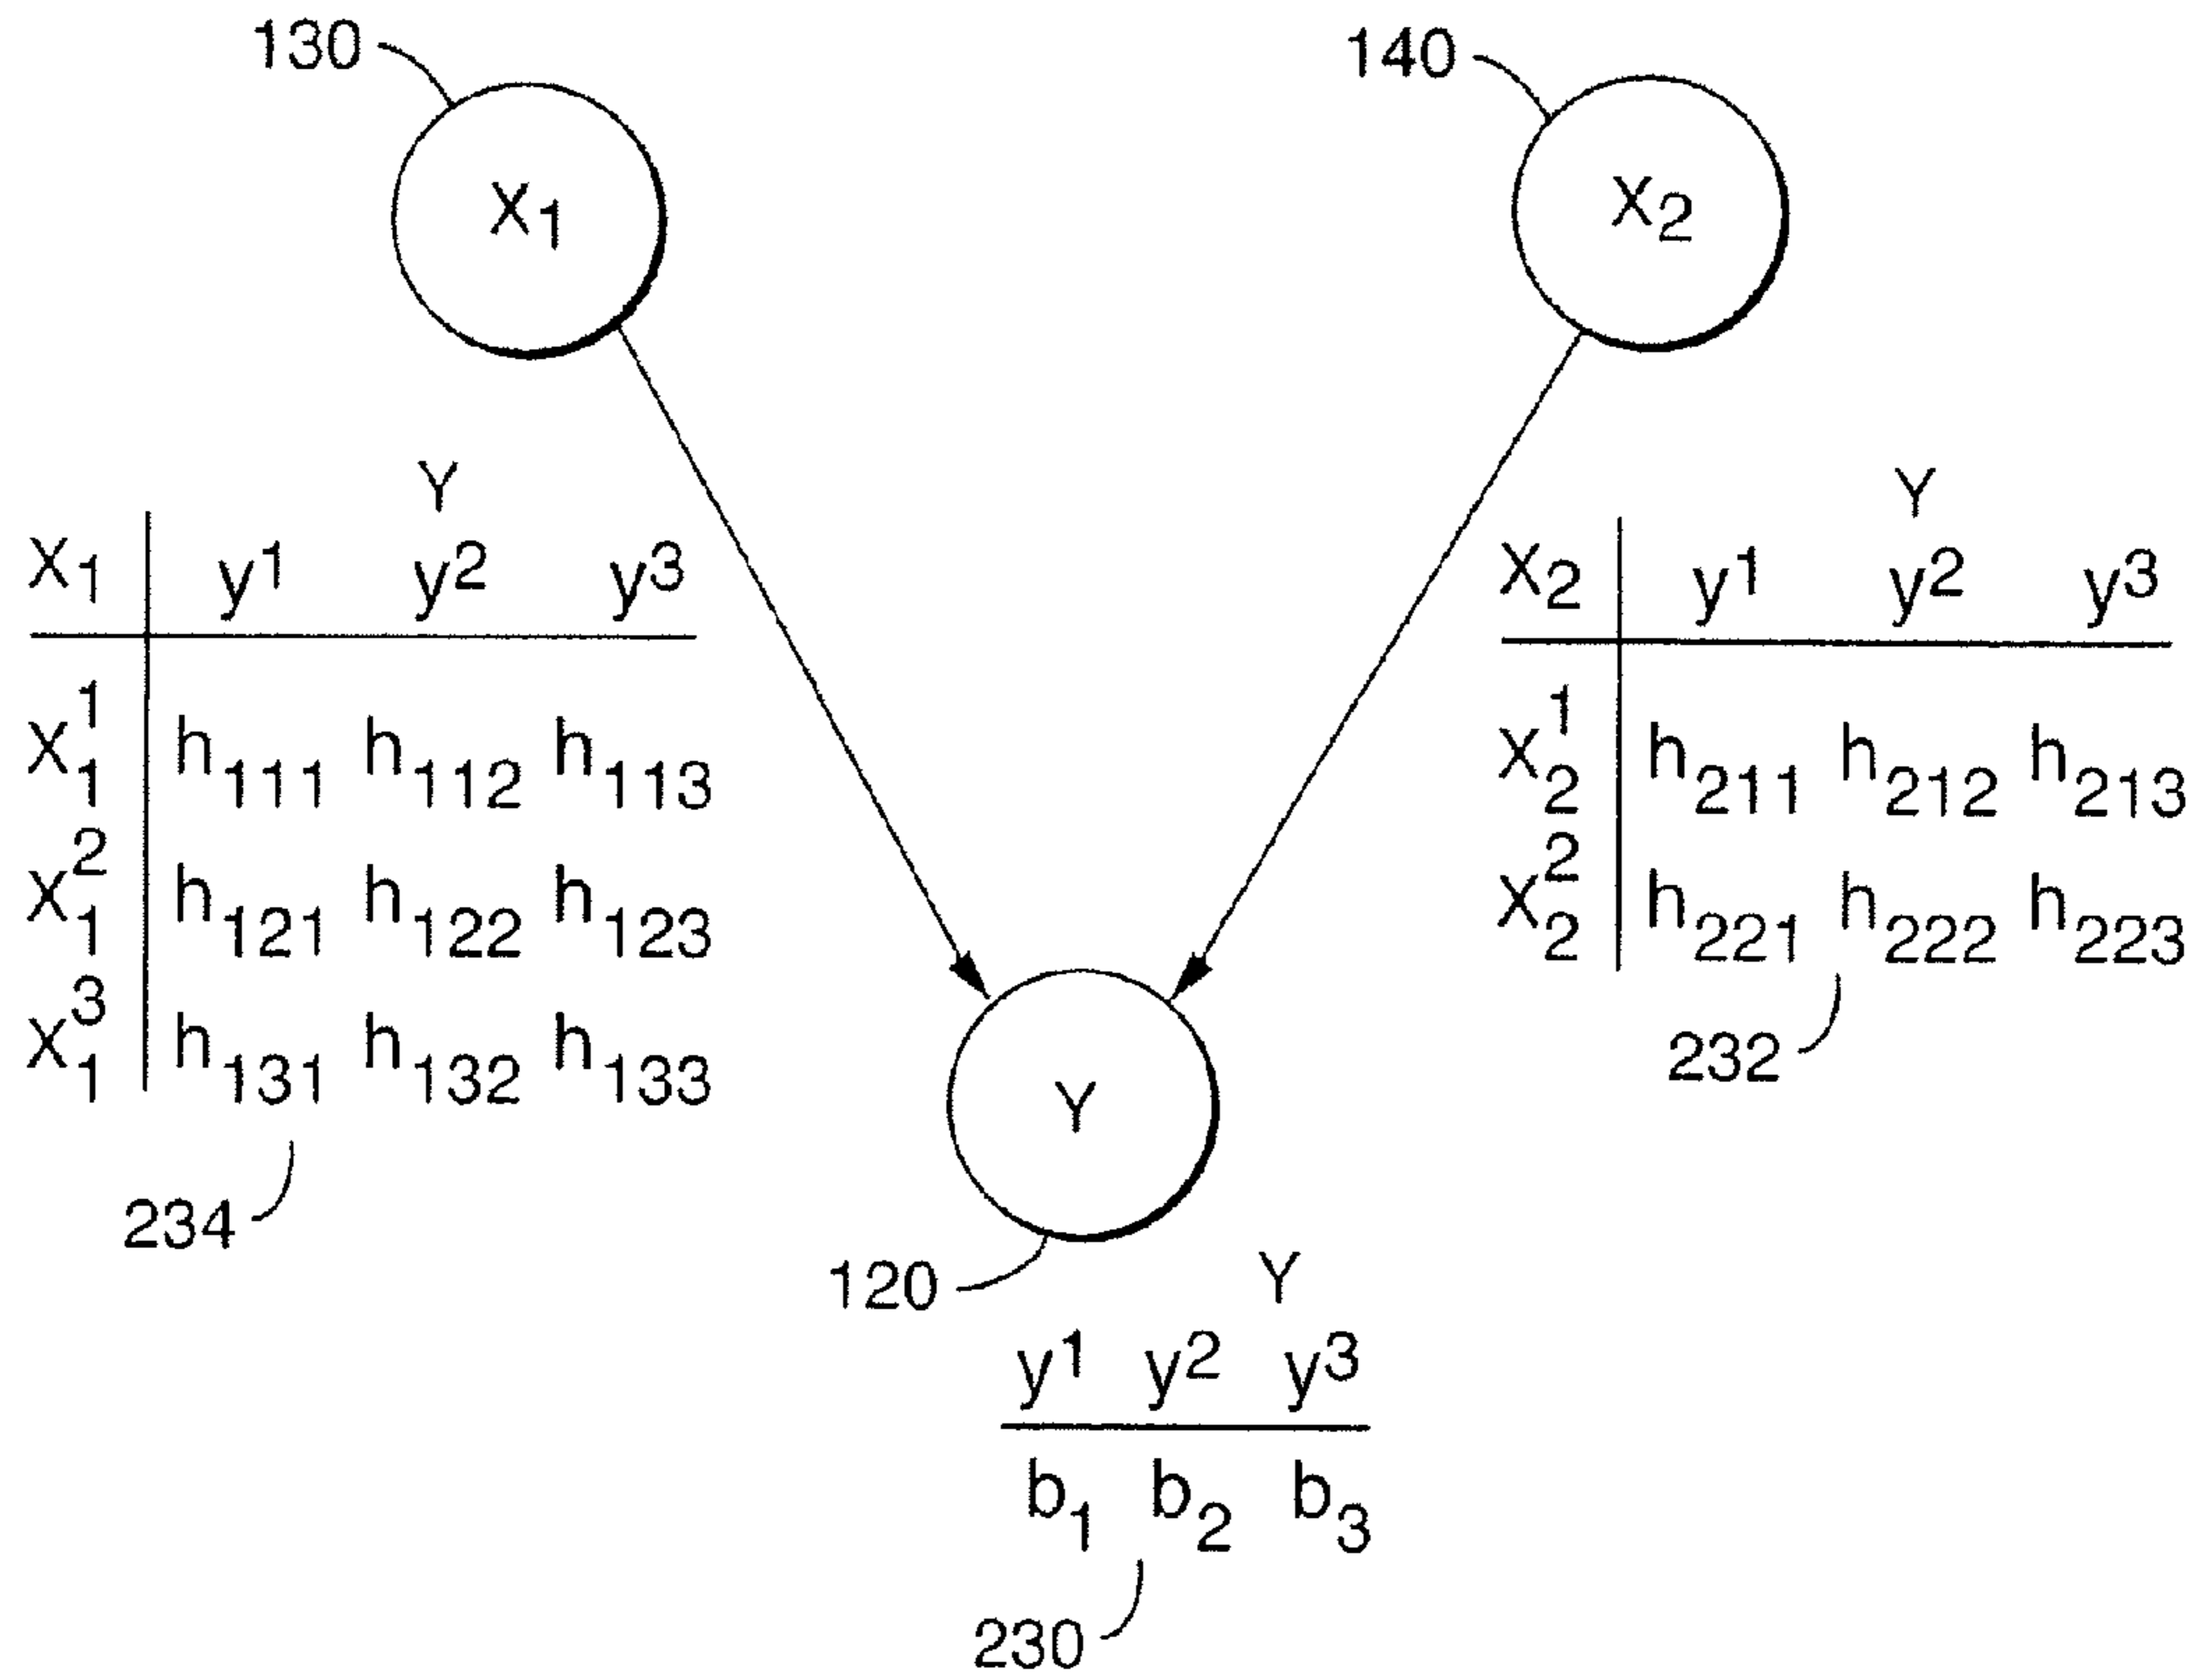 130
140
X₁
X₂
Y
X₁ y¹ y² y³
X₁¹ h₁₁₁ h₁₁₂ h₁₁₃
X₁² h₁₂₁ h₁₂₂ h₁₂₃
X₁³ h₁₃₁ h₁₃₂ h₁₃₃
234
Y
X₂ y¹ y² y³
X₂¹ h₂₁₁ h₂₁₂ h₂₁₃
X₂² h₂₂₁ h₂₂₂ h₂₂₃
232
Y
120
Y
y¹ y² y³
b₁ b₂ b₃
230